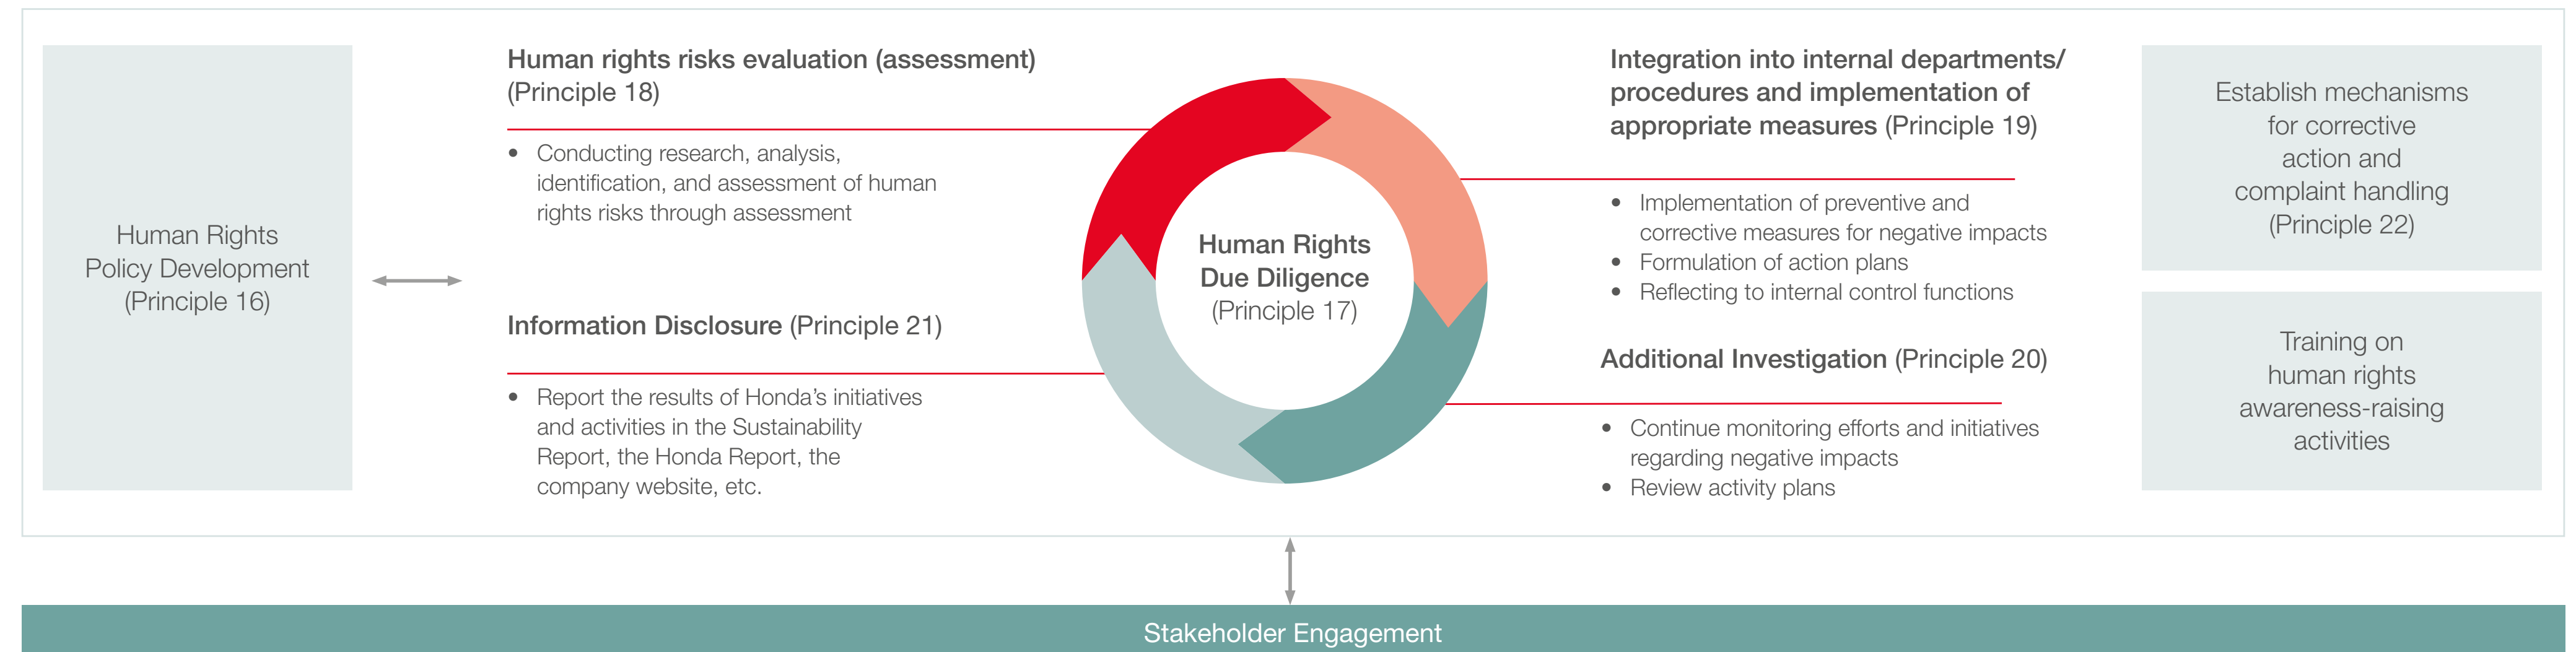 Human Rights
Policy Development
(Principle 16)
Human rights risks evaluation (assessment)
(Principle 18)
• Conducting research, analysis,
identification, and assessment of human
rights risks through assessment
Information Disclosure (Principle 21)
• Report the results of Honda’s initiatives
and activities in the Sustainability
Report, the Honda Report, the
company website, etc.
Human Rights
Due Diligence
(Principle 17)
Integration into internal departments/
procedures and implementation of
appropriate measures (Principle 19)
• Implementation of preventive and
corrective measures for negative impacts
• Formulation of action plans
• Reflecting to internal control functions
Additional Investigation (Principle 20)
• Continue monitoring efforts and initiatives
regarding negative impacts
• Review activity plans
Establish mechanisms
for corrective
action and
complaint handling
(Principle 22)
Training on
human rights
awareness-raising
activities
Stakeholder Engagement